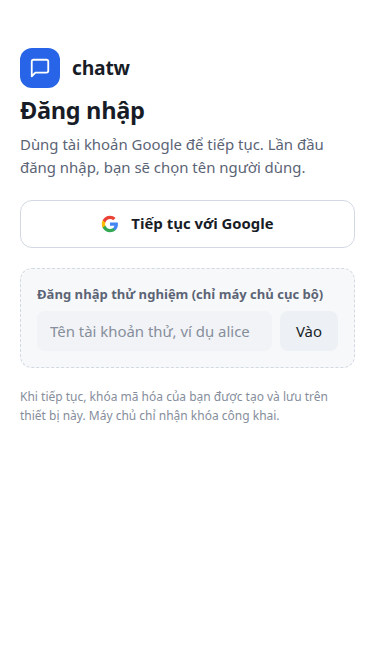 chatw
Đăng nhập
Dùng tài khoản Google để tiếp tục. Lần đầu
đăng nhập, bạn sẽ chọn tên người dùng.
Tiếp tục với Google
Đăng nhập thử nghiệm (chỉ máy chủ cục bộ)
Tên tài khoản thử, ví dụ alice
Vào
Khi tiếp tục, khóa mã hóa của bạn được tạo và lưu trên
thiết bị này. Máy chủ chỉ nhận khóa công khai.